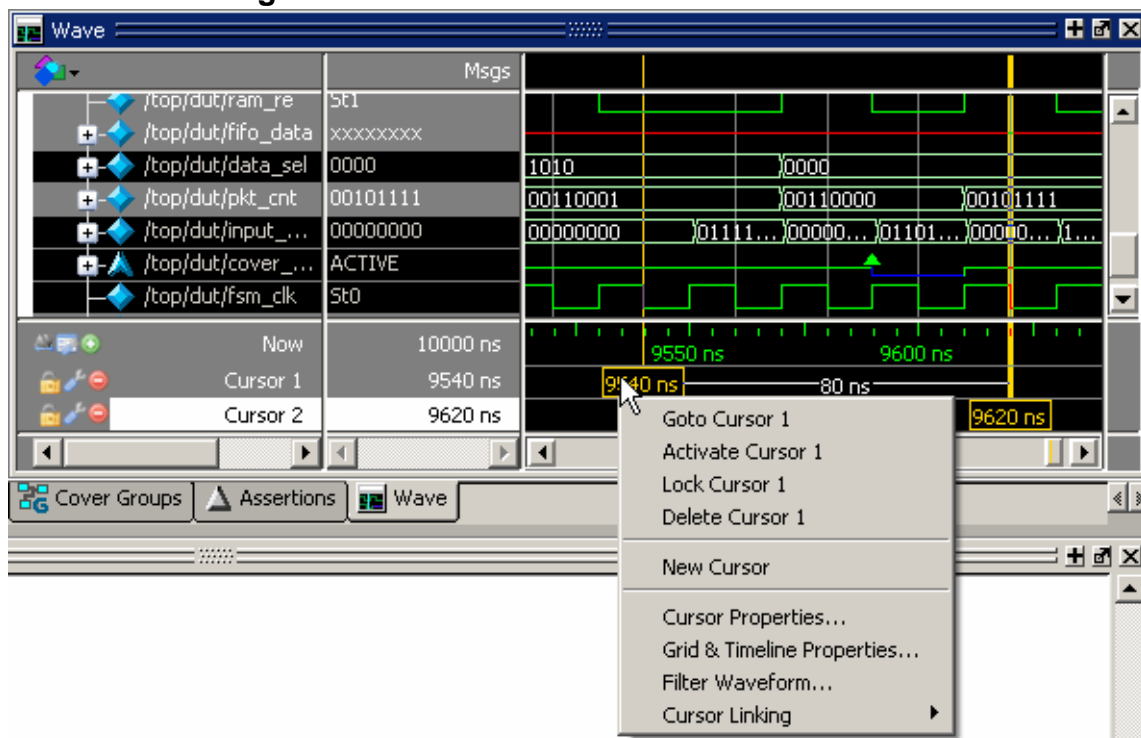 Wave
Msgs
/top/dut/ram_re St1
/top/dut/fifo_data xxxxxxxx
/top/dut/data_sel 0000 1010 0000
/top/dut/pkt_cnt 00101111 00110001 00110000 00101111
/top/dut/input_... 00000000 00000000 01111... 00000... 01101... 00000... 1...
/top/dut/cover_... ACTIVE
/top/dut/fsm_clk St0
Now 10000 ns 9550 ns 9600 ns
Cursor 1 9540 ns 9540 ns 80 ns
Cursor 2 9620 ns 9620 ns
Goto Cursor 1
Activate Cursor 1
Lock Cursor 1
Delete Cursor 1
New Cursor
Cursor Properties...
Grid & Timeline Properties...
Filter Waveform...
Cursor Linking
Cover Groups Assertions Wave